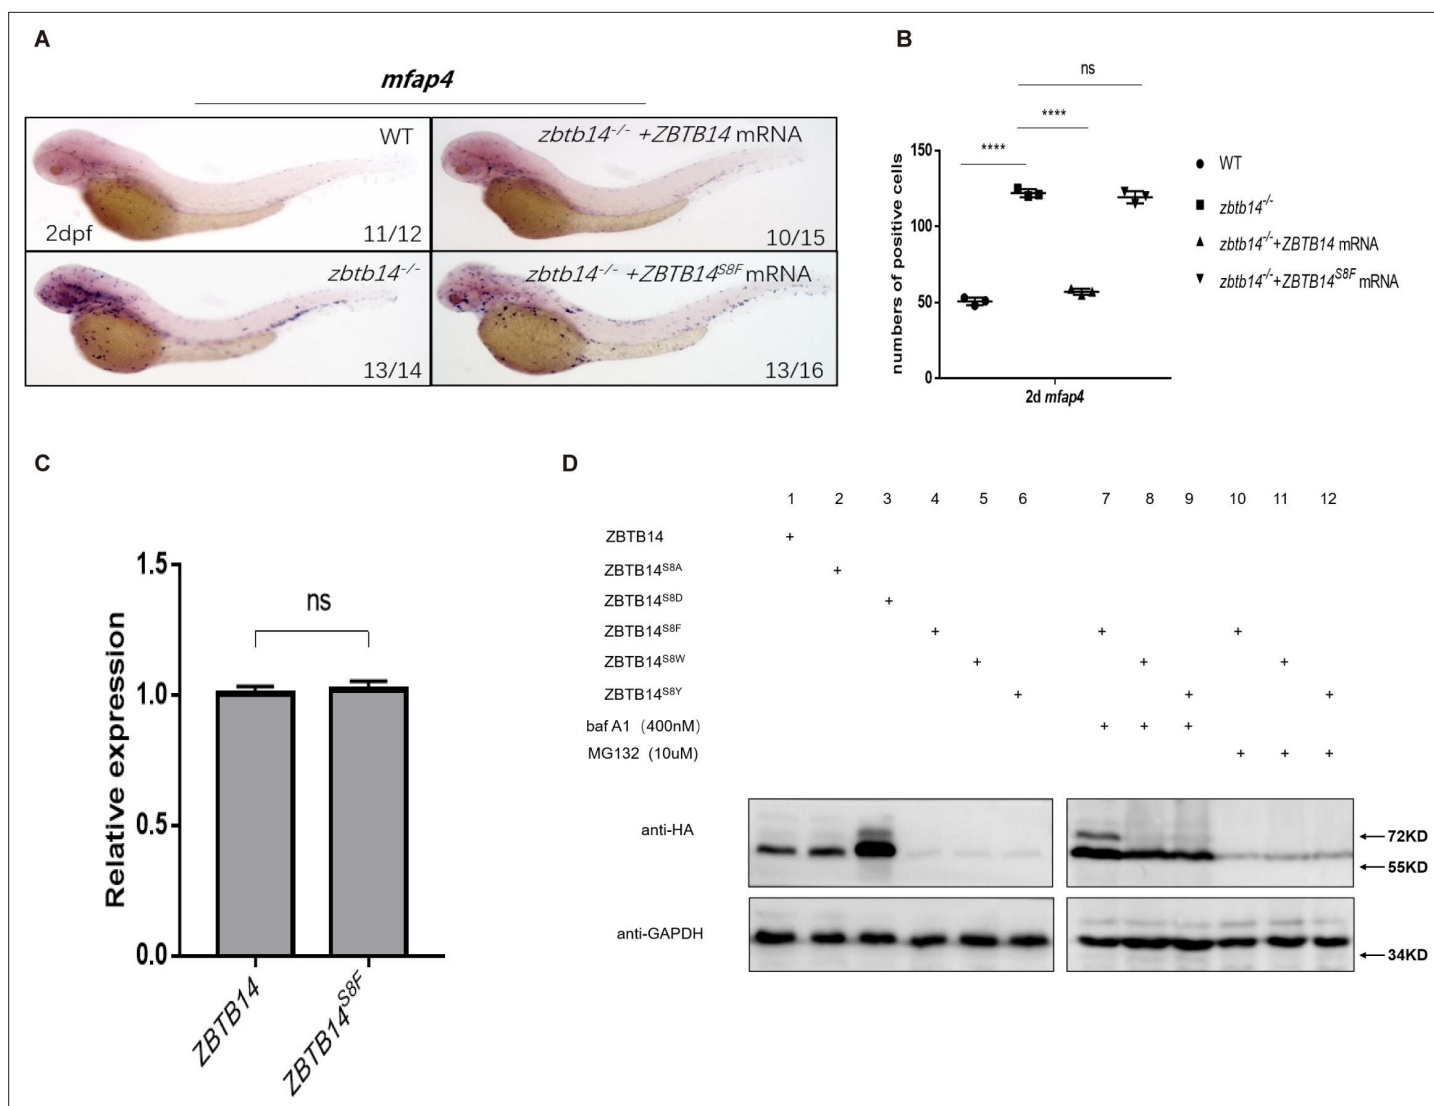 A
mfap4
WT
2dpf
11/12
zbtb14-/- +ZBTB14 mRNA
10/15
zbtb14-/-
13/14
zbtb14-/- +ZBTB14S8F mRNA
13/16
B
ns
****
****
numbers of positive cells
150
100
50
0
2d mfap4
WT
zbtb14-/-
zbtb14-/-+ZBTB14 mRNA
zbtb14-/-+ZBTB14S8F mRNA
C
Relative expression
1.5
1.0
0.5
0.0
ns
ZBTB14
ZBTB14S8F
D
1 2 3 4 5 6 7 8 9 10 11 12
ZBTB14 +
ZBTB14S8A +
ZBTB14S8D +
ZBTB14S8F + + +
ZBTB14S8W + + +
ZBTB14S8Y + + +
baf A1 (400nM) + + +
MG132 (10uM) + + +
anti-HA
←72KD
←55KD
anti-GAPDH
←34KD